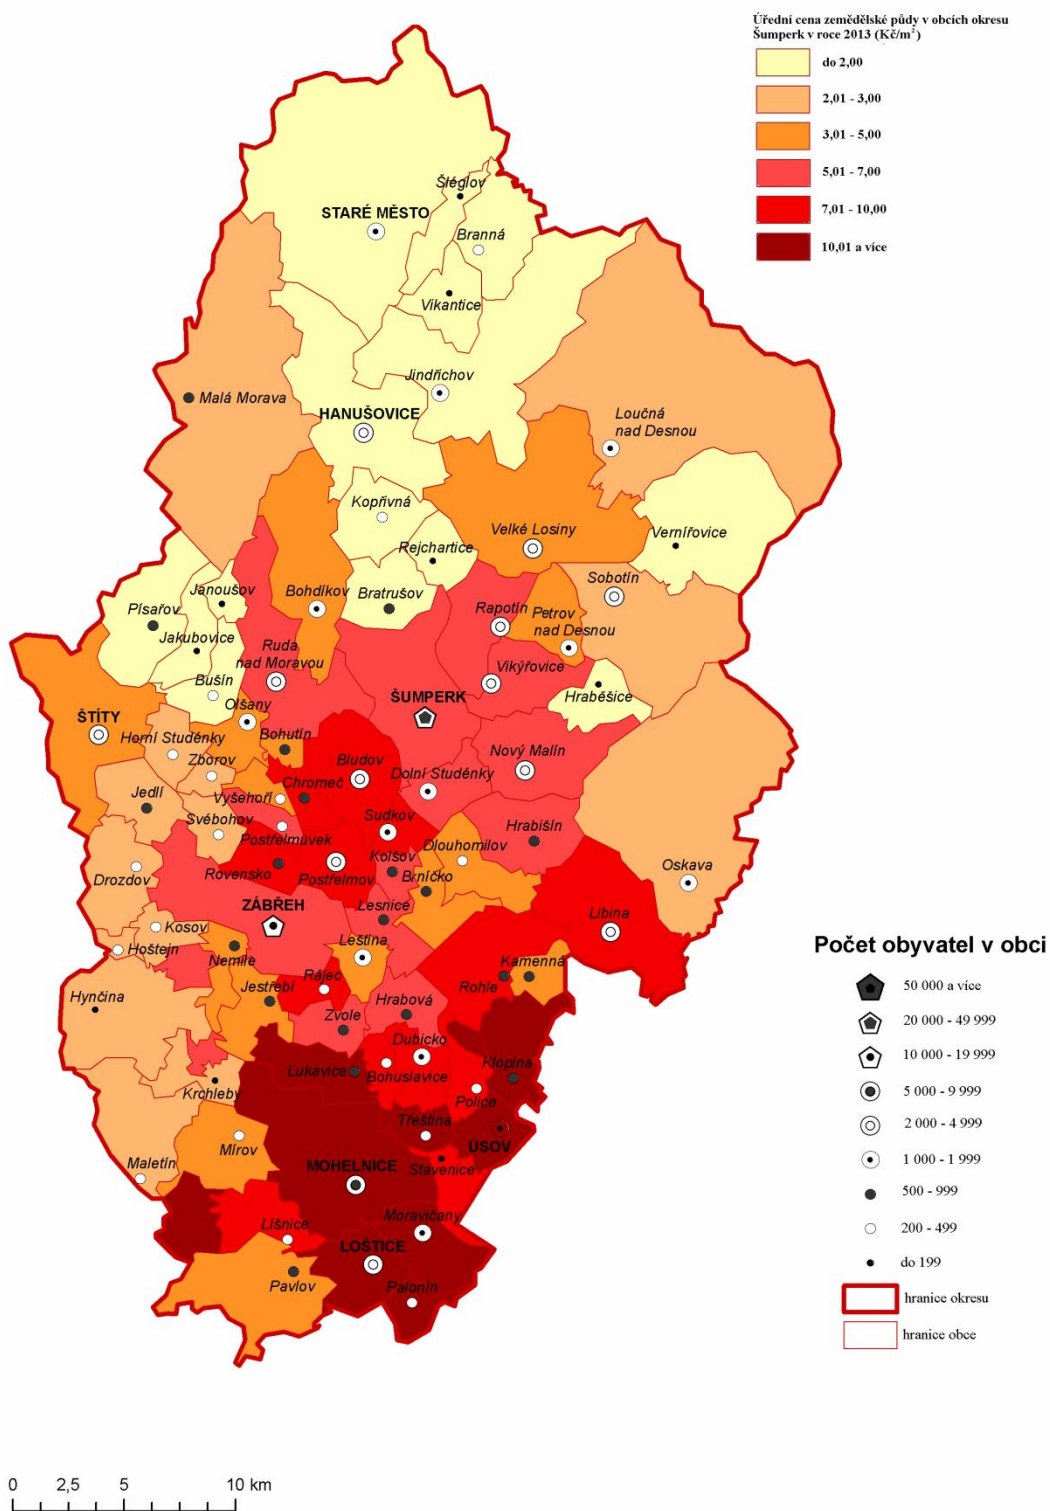 Úřední cena zemědělské půdy v obcích okresu
Šumperk v roce 2013 (Kč/m²)
do 2,00
2,01 - 3,00
3,01 - 5,00
5,01 - 7,00
7,01 - 10,00
10,01 a více
Šléglov
STARÉ MĚSTO
Branná
Vikantice
Jindřichov
Malá Morava
HANUŠOVICE
Loučná
nad Desnou
Kopřivná
Velké Losiny
Vernířovice
Rejchartice
Sobotín
Janoušov
Bohdíkov
Bratrušov
Písařov
Rapotín
Petrov
nad Desnou
Jakubovice
Ruda
nad Moravou
Vikýřovice
Bušín
ŠUMPERK
Hraběšice
Olšany
ŠTÍTY
Horní Studénky
Bohutín
Zborov
Bludov
Nový Malín
Dolní Studénky
Jedlí
Chromeč
Vyšehoří
Svébohov
Sudkov
Hrabišín
Postřelmůvek
Dlouhomilov
Kolšov
Drozdov
Rovensko
Postřelmov
Brníčko
Oskava
ZÁBŘEH
Lesnice
Libina
Kosov
Hoštejn
Nemile
Leština
Rájec
Kamenná
Rohle
Jestřebí
Hynčina
Hrabová
Zvole
Dubicko
Lukavice
Bohuslavice
Klopina
Krchleby
Police
Třeština
Mírov
ÚSOV
Maletín
MOHELNICE
Stavenice
Moravičany
Líšnice
LOŠTICE
Pavlov
Palonín
Počet obyvatel v obci
50 000 a více
20 000 - 49 999
10 000 - 19 999
5 000 - 9 999
2 000 - 4 999
1 000 - 1 999
500 - 999
200 - 499
do 199
hranice okresu
hranice obce
0 2,5 5 10 km